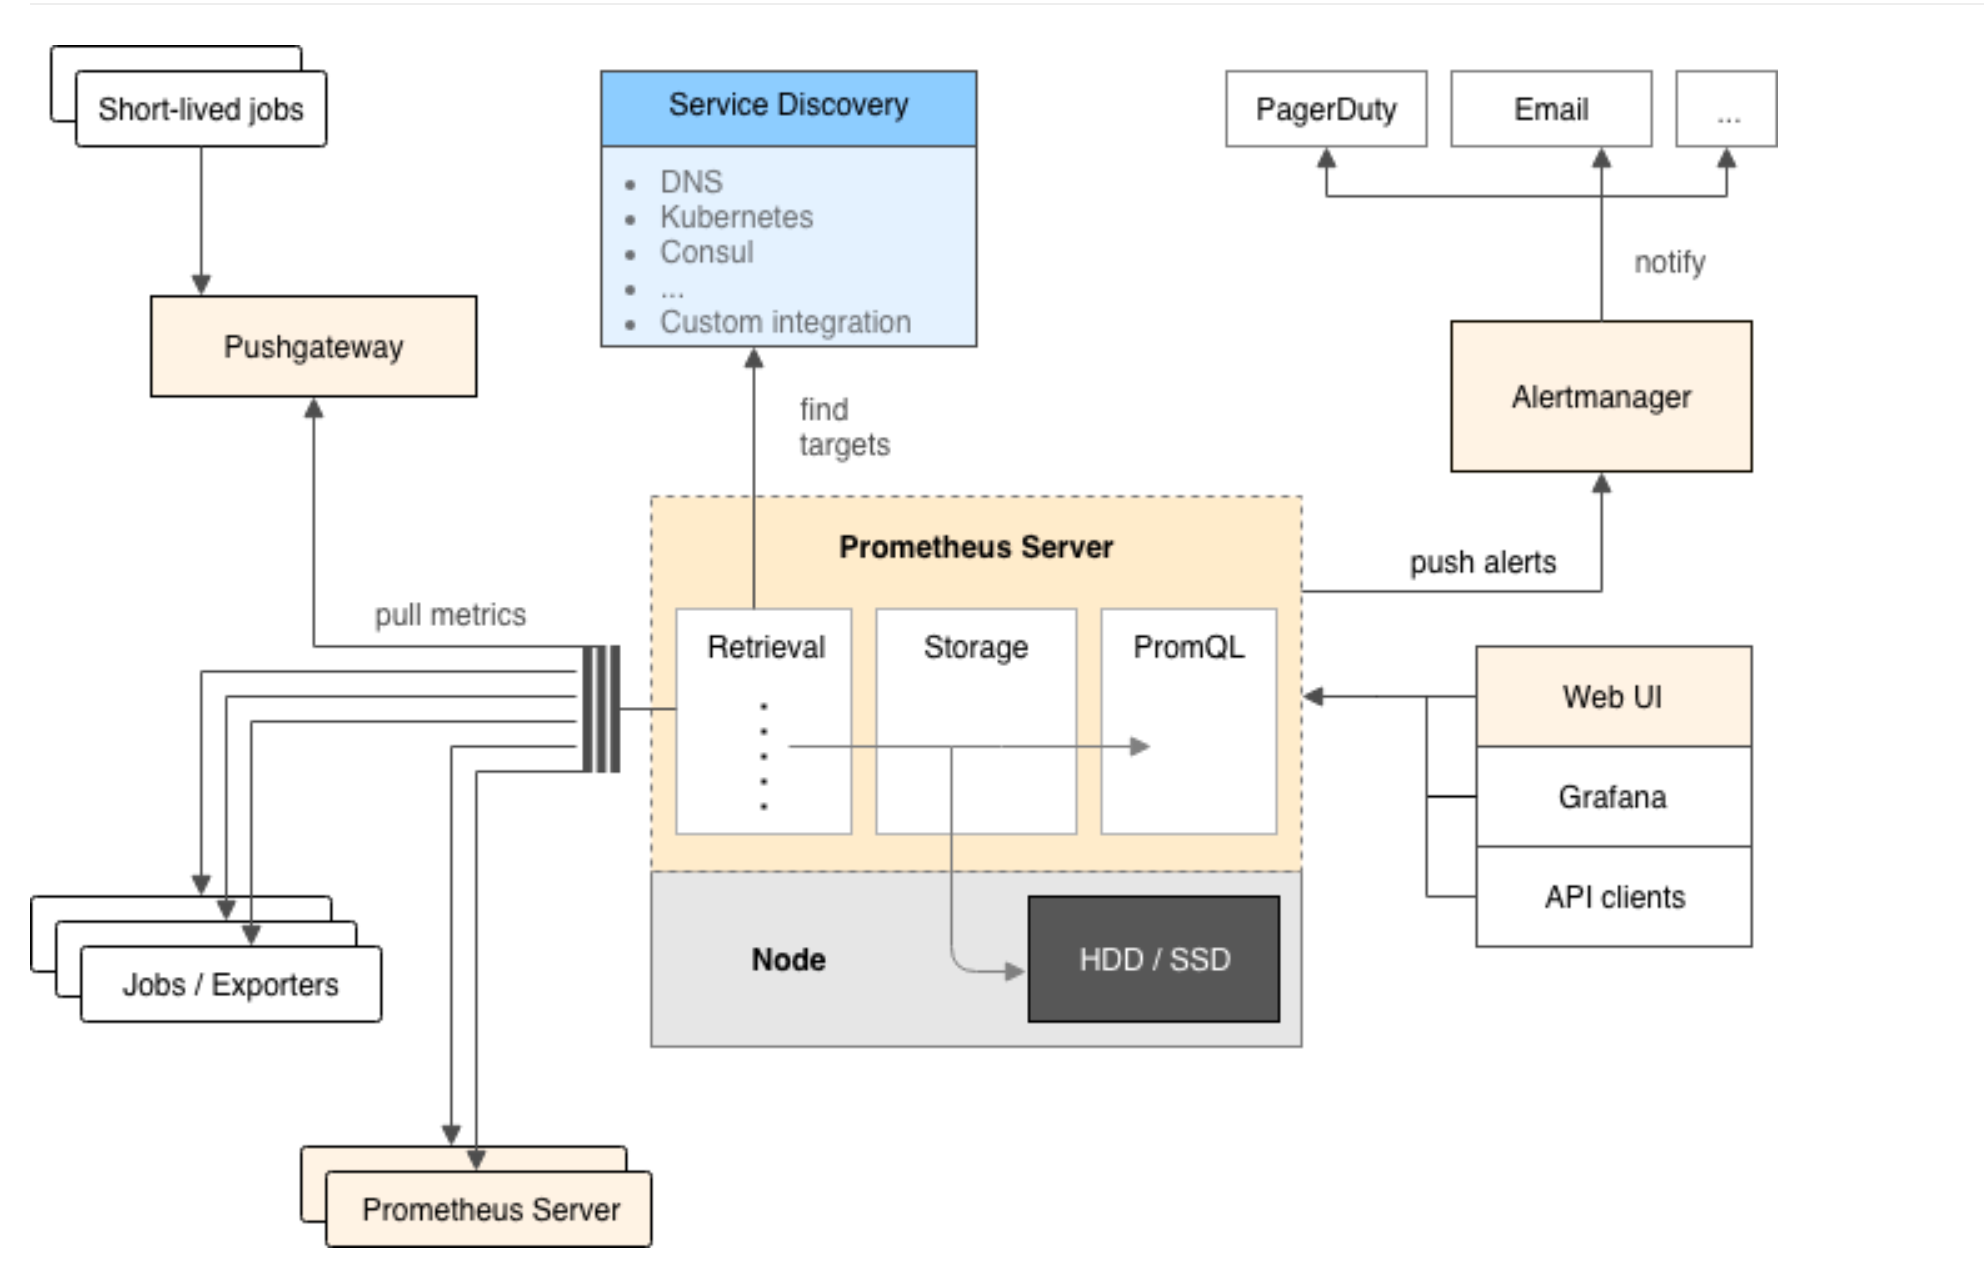 Short-lived jobs
Service Discovery
• DNS
• Kubernetes
• Consul
• ...
• Custom integration
PagerDuty
Email
...
notify
Pushgateway
Alertmanager
find
targets
Prometheus Server
push alerts
pull metrics
Retrieval
Storage
PromQL
Web UI
Grafana
API clients
Node
HDD / SSD
Jobs / Exporters
Prometheus Server